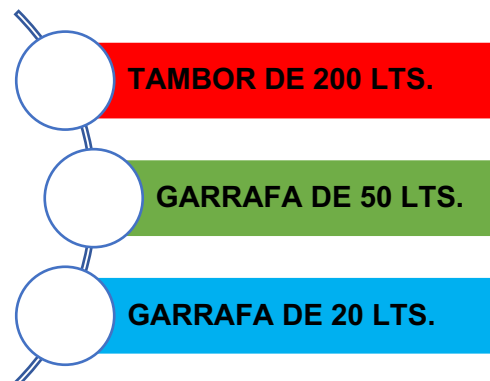 TAMBOR DE 200 LTS.
GARRAFA DE 50 LTS.
GARRAFA DE 20 LTS.